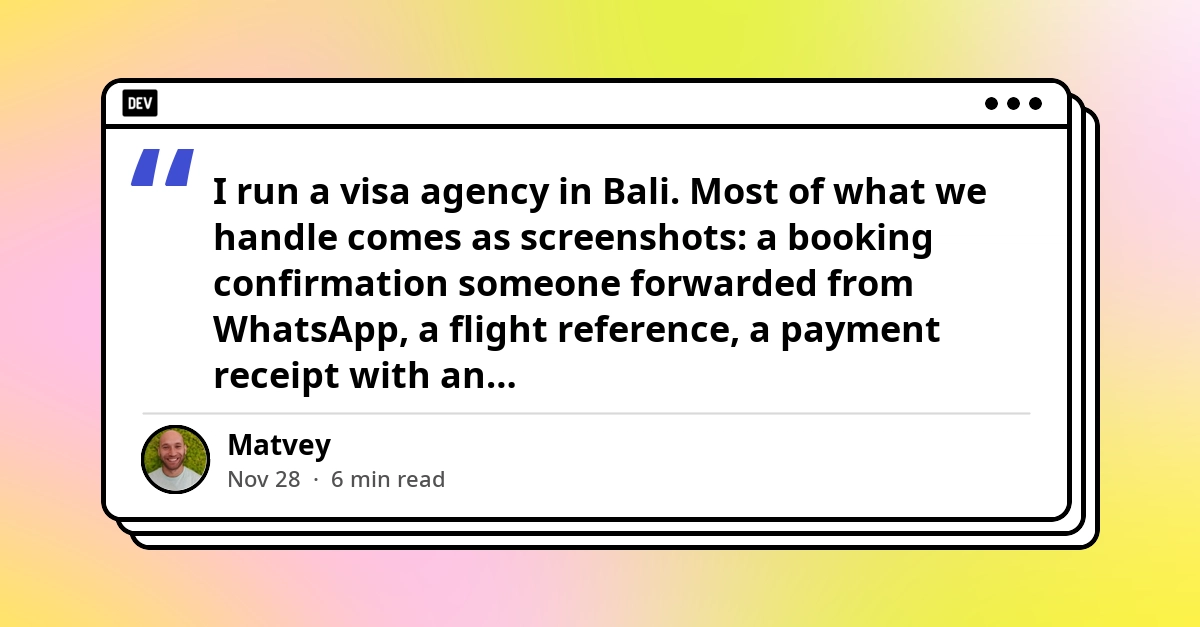 DEV
“
I run a visa agency in Bali. Most of what we
handle comes as screenshots: a booking
confirmation someone forwarded from
WhatsApp, a flight reference, a payment
receipt with an...
Matvey
Nov 28 · 6 min read